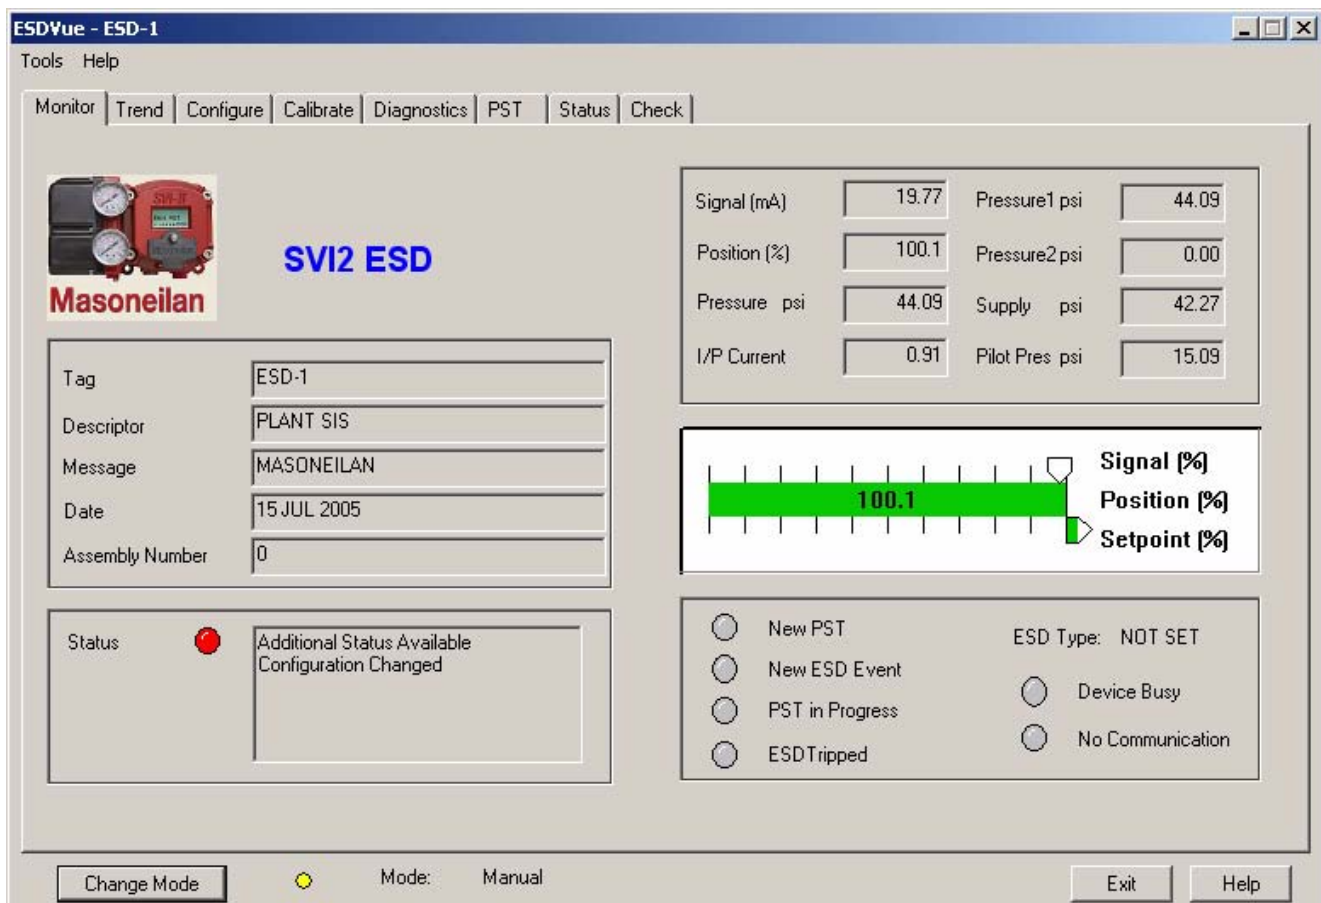 ESDVue - ESD-1
Tools Help
Monitor Trend Configure Calibrate Diagnostics PST Status Check
SVI-II
Masoneilan
SVI2 ESD
Tag ESD-1
Descriptor PLANT SIS
Message MASONEILAN
Date 15 JUL 2005
Assembly Number 0
Status Additional Status Available
Configuration Changed
Signal (mA) 19.77 Pressure1 psi 44.09
Position (%) 100.1 Pressure2 psi 0.00
Pressure psi 44.09 Supply psi 42.27
I/P Current 0.91 Pilot Pres psi 15.09
Signal (%)
100.1 Position (%)
Setpoint (%)
New PST
New ESD Event
PST in Progress
ESDTripped
ESD Type: NOT SET
Device Busy
No Communication
Change Mode Mode: Manual Exit Help